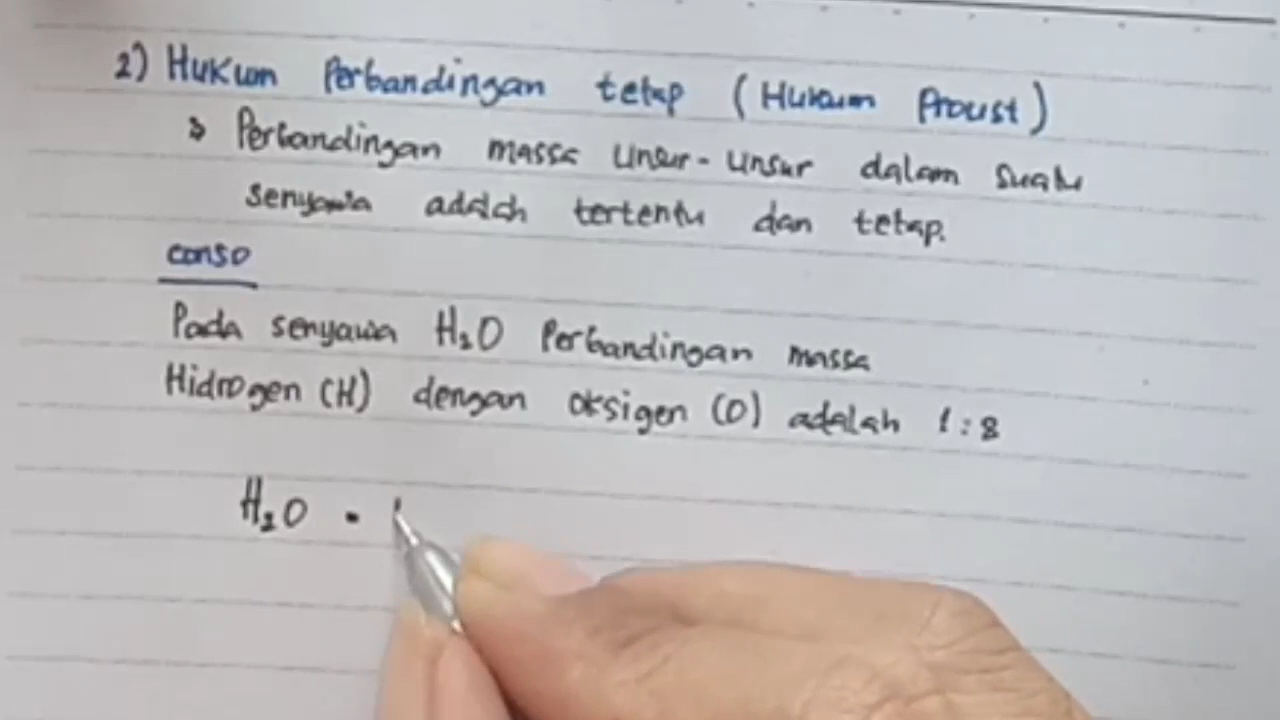 2) Hukum Perbandingan tetap (Hukum Proust)
Perbandingan massa unsur-unsur dalam suatu
senyawa adalah tertentu dan tetap.
conso
Pada senyawa H₂O Perbandingan massa
Hidrogen (H) dengan oksigen (O) adalah 1 : 8
H₂O